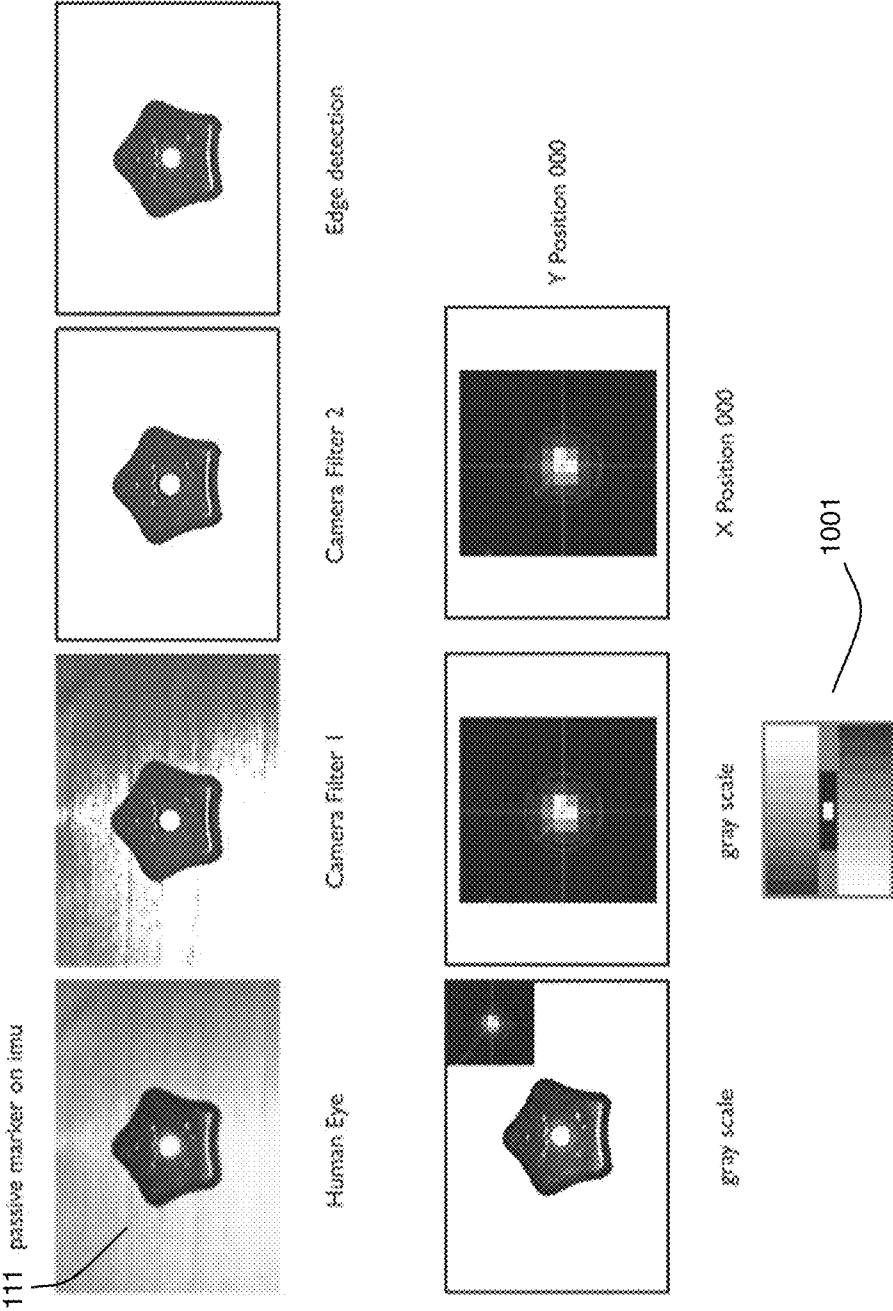 111 passive marker on imu
Human Eye
Camera Filter 1
Camera Filter 2
Edge detection
gray scale
gray scale
X Position 000
Y Position 000
1001